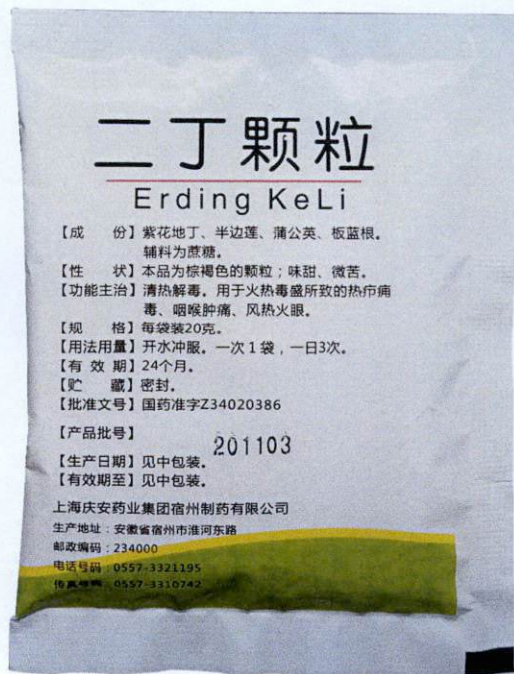 二丁颗粒
Erding KeLi
【成　份】紫花地丁、半边莲、蒲公英、板蓝根。
辅料为蔗糖。
【性　状】本品为棕褐色的颗粒；味甜、微苦。
【功能主治】清热解毒。用于火热毒盛所致的热疖痈
毒、咽喉肿痛、风热火眼。
【规　格】每袋装20克。
【用法用量】开水冲服。一次1袋，一日3次。
【有 效 期】24个月。
【贮　藏】密封。
【批准文号】国药准字Z34020386
【产品批号】 201103
【生产日期】见中包装。
【有效期至】见中包装。
上海庆安药业集团宿州制药有限公司
生产地址：安徽省宿州市淮河东路
邮政编码：234000
电话号码：0557-3321195
传真号码：0557-3310742